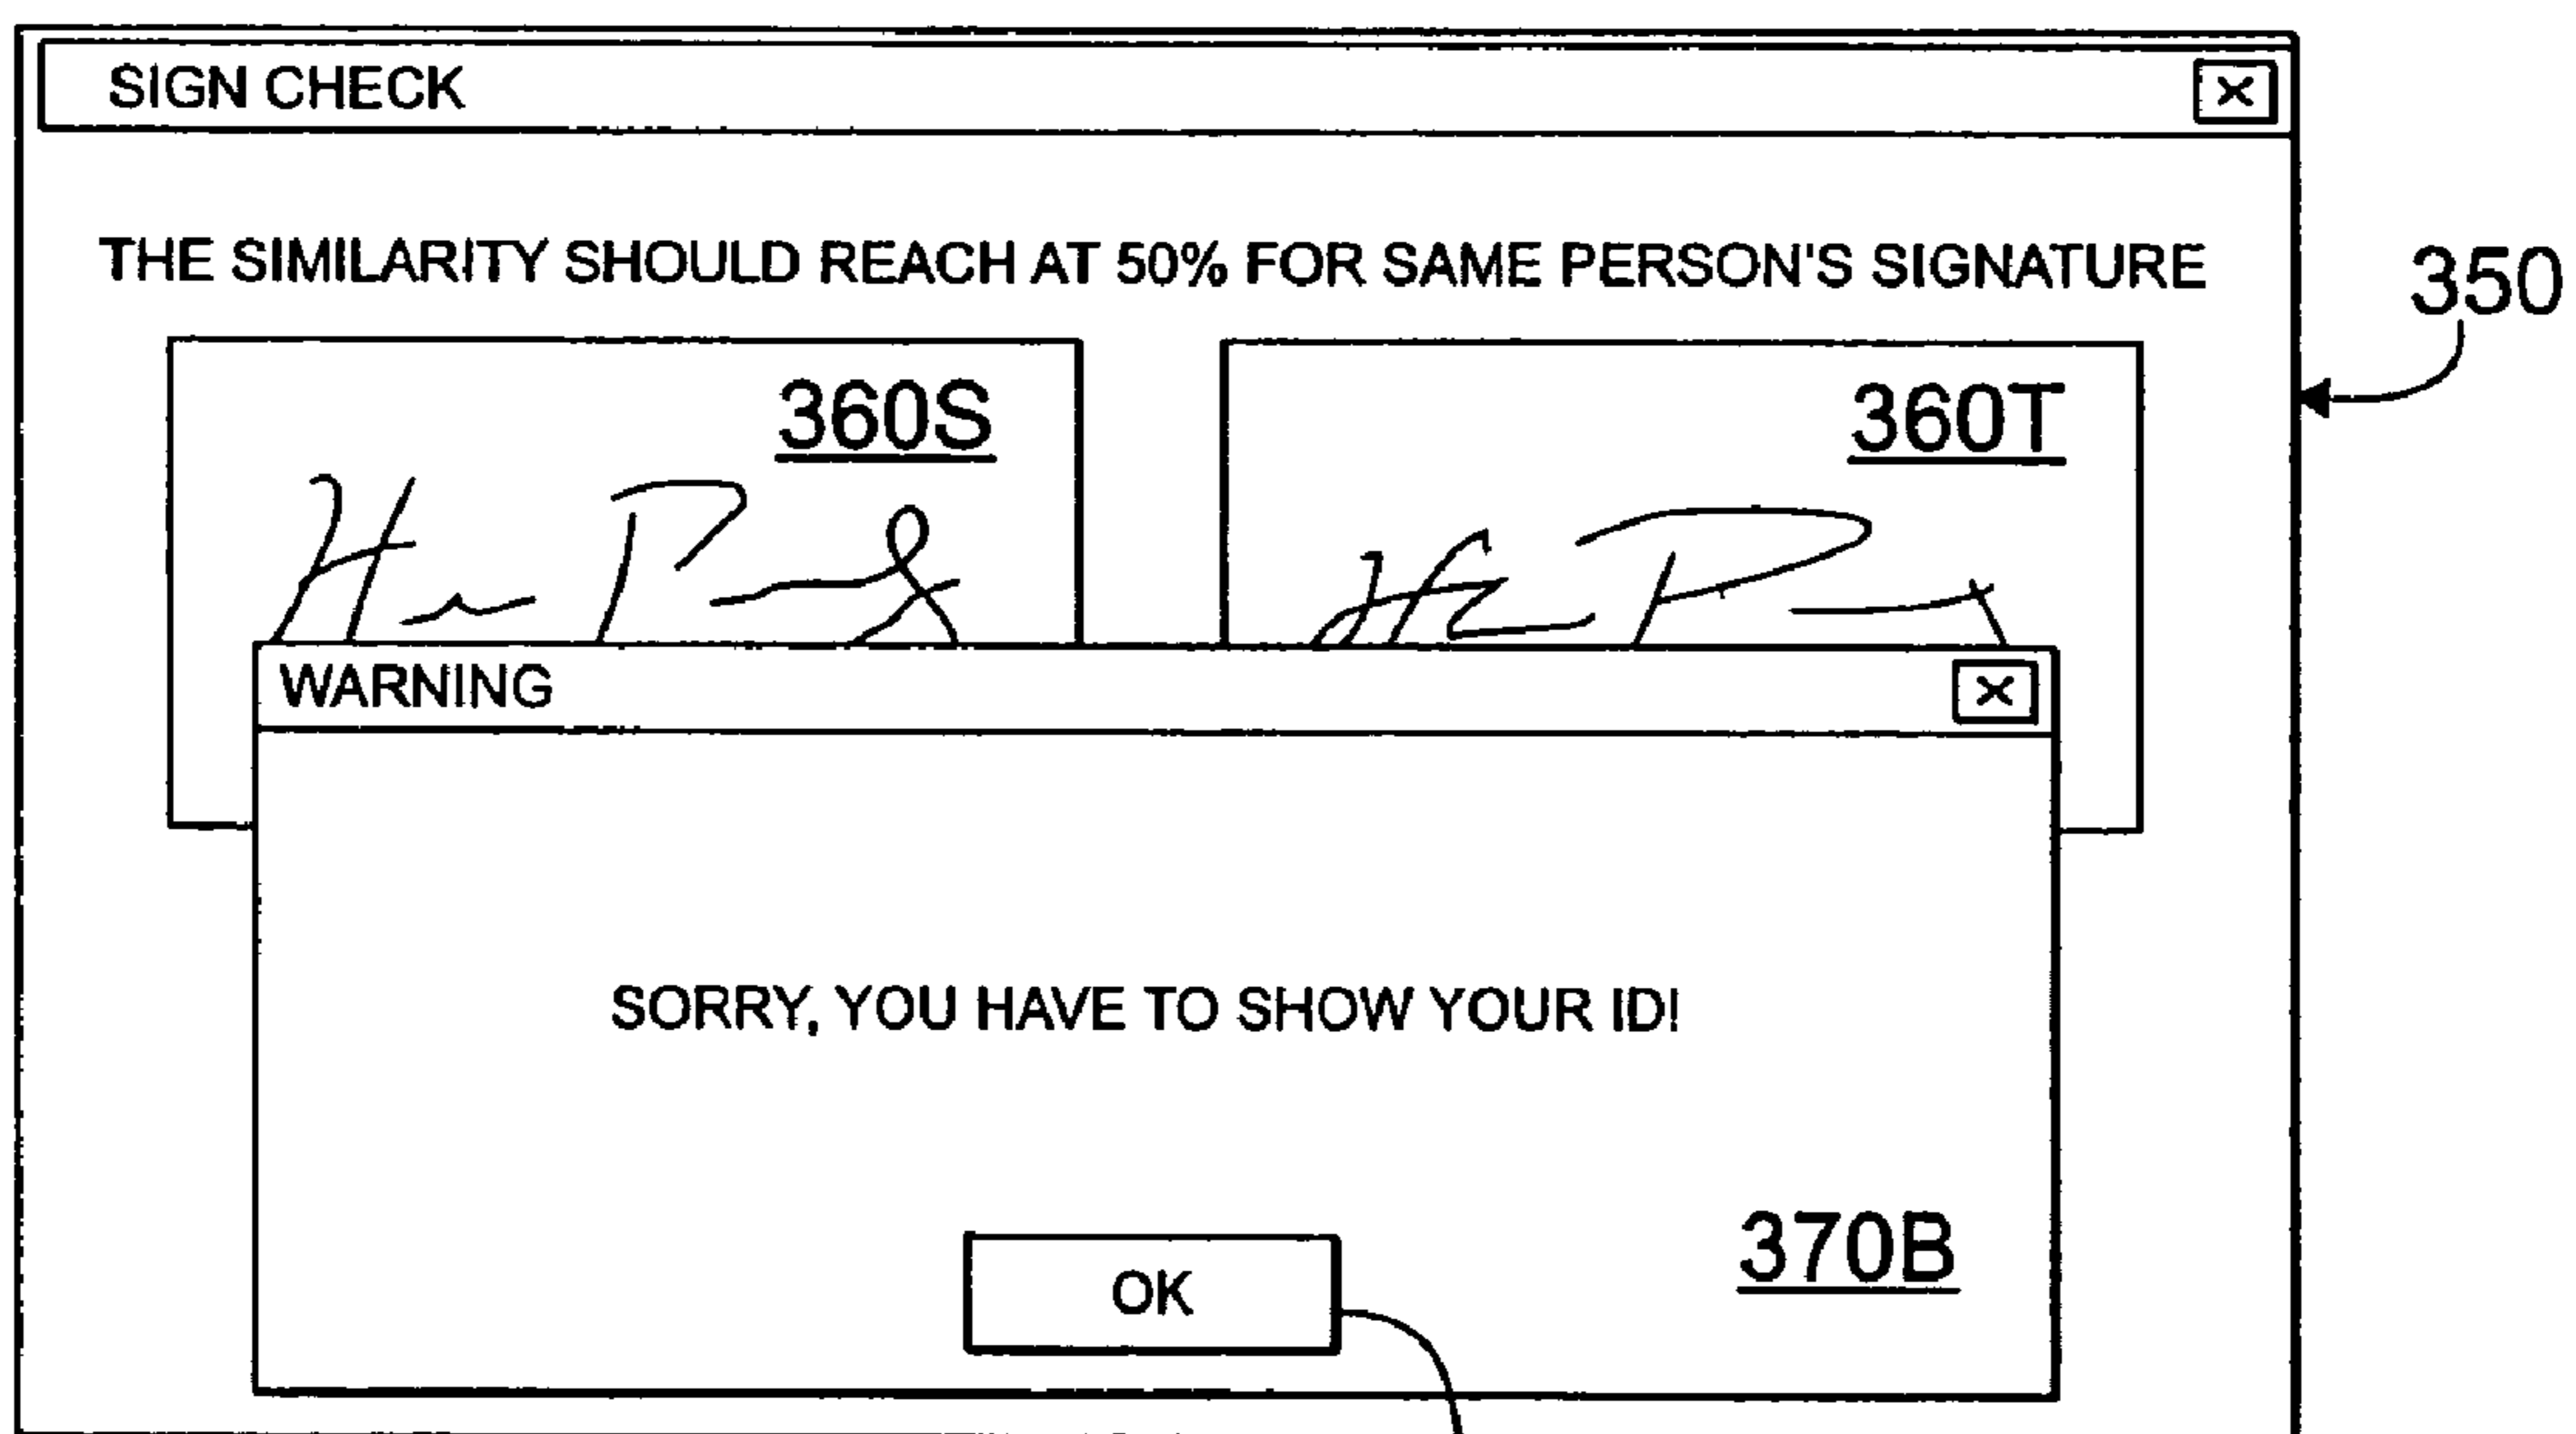 SIGN CHECK
THE SIMILARITY SHOULD REACH AT 50% FOR SAME PERSON'S SIGNATURE
350
360S
360T
WARNING
SORRY, YOU HAVE TO SHOW YOUR ID!
370B
OK